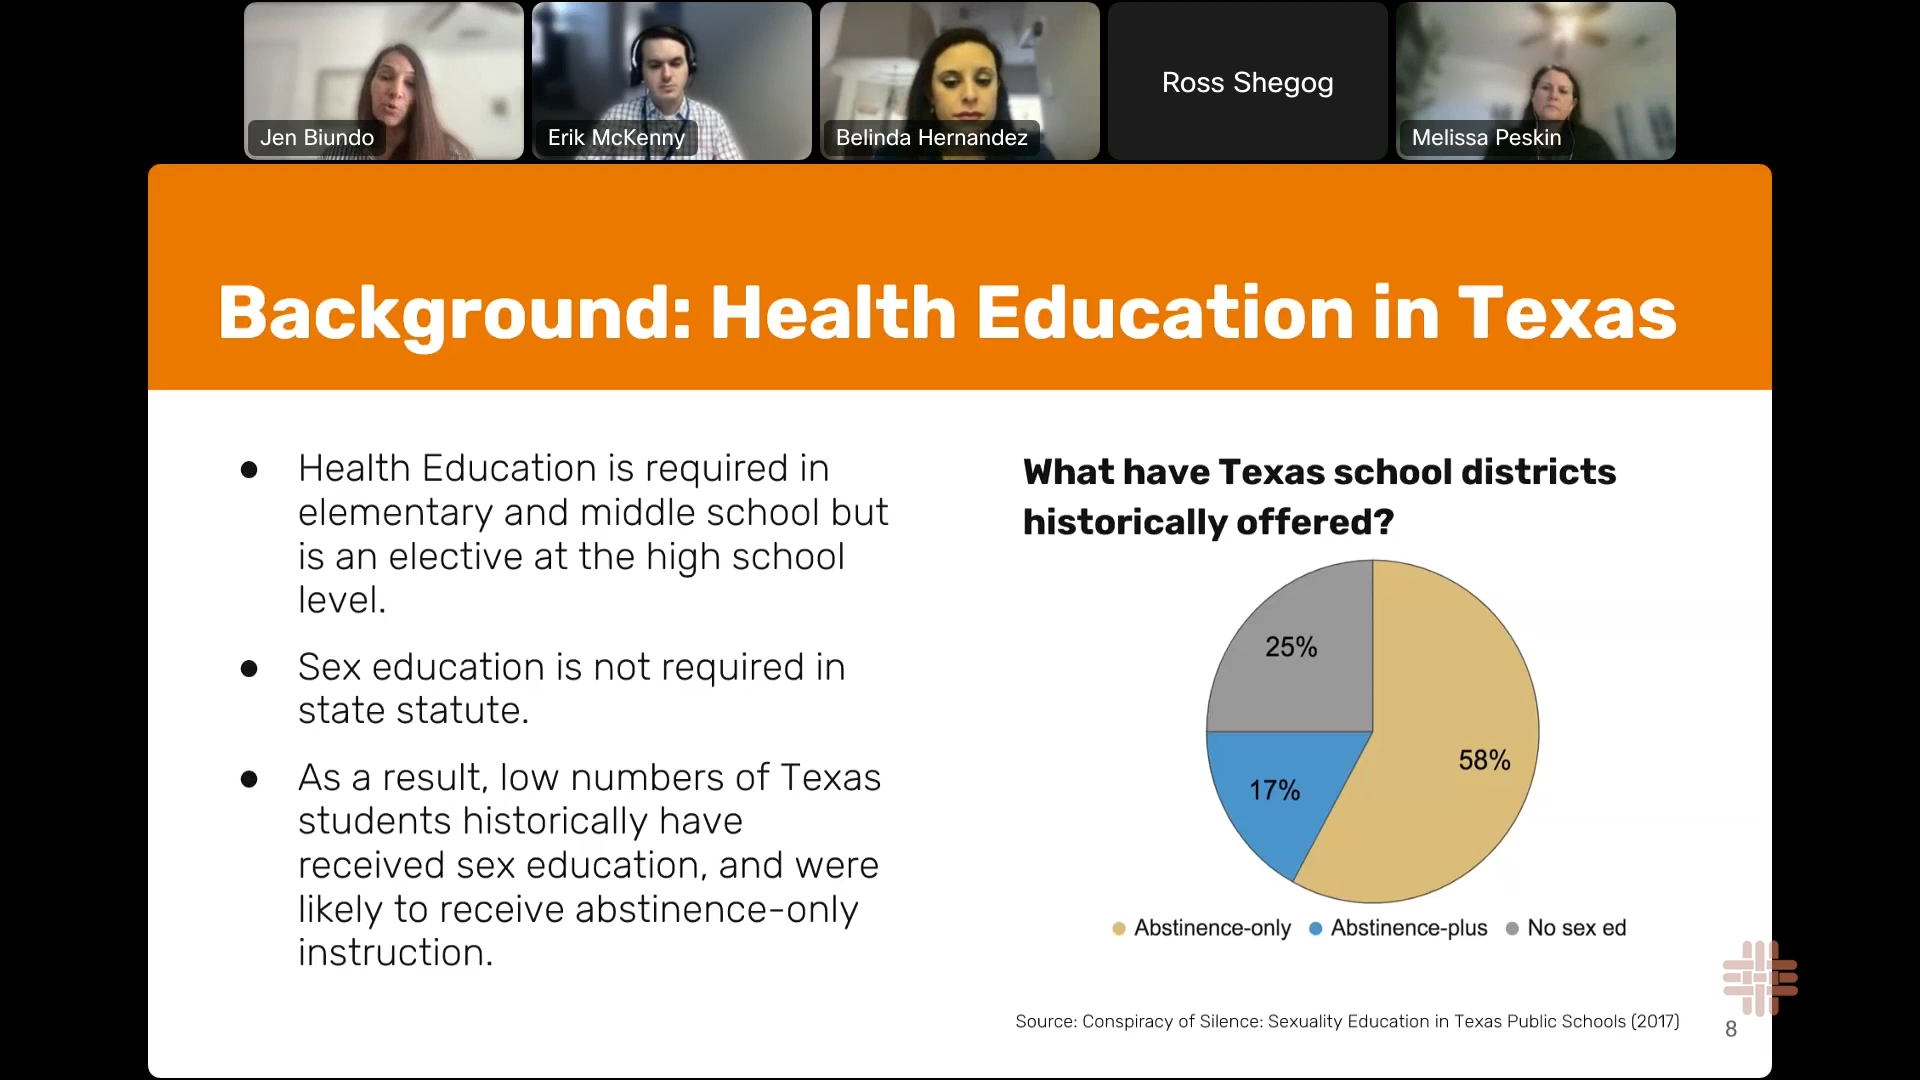 Jen Biundo
Erik McKenny
Belinda Hernandez
Ross Shegog
Melissa Peskin
Background: Health Education in Texas
● Health Education is required in
elementary and middle school but
is an elective at the high school
level.
● Sex education is not required in
state statute.
● As a result, low numbers of Texas
students historically have
received sex education, and were
likely to receive abstinence-only
instruction.
What have Texas school districts
historically offered?
25%
58%
17%
Abstinence-only Abstinence-plus No sex ed
Source: Conspiracy of Silence: Sexuality Education in Texas Public Schools (2017)
8